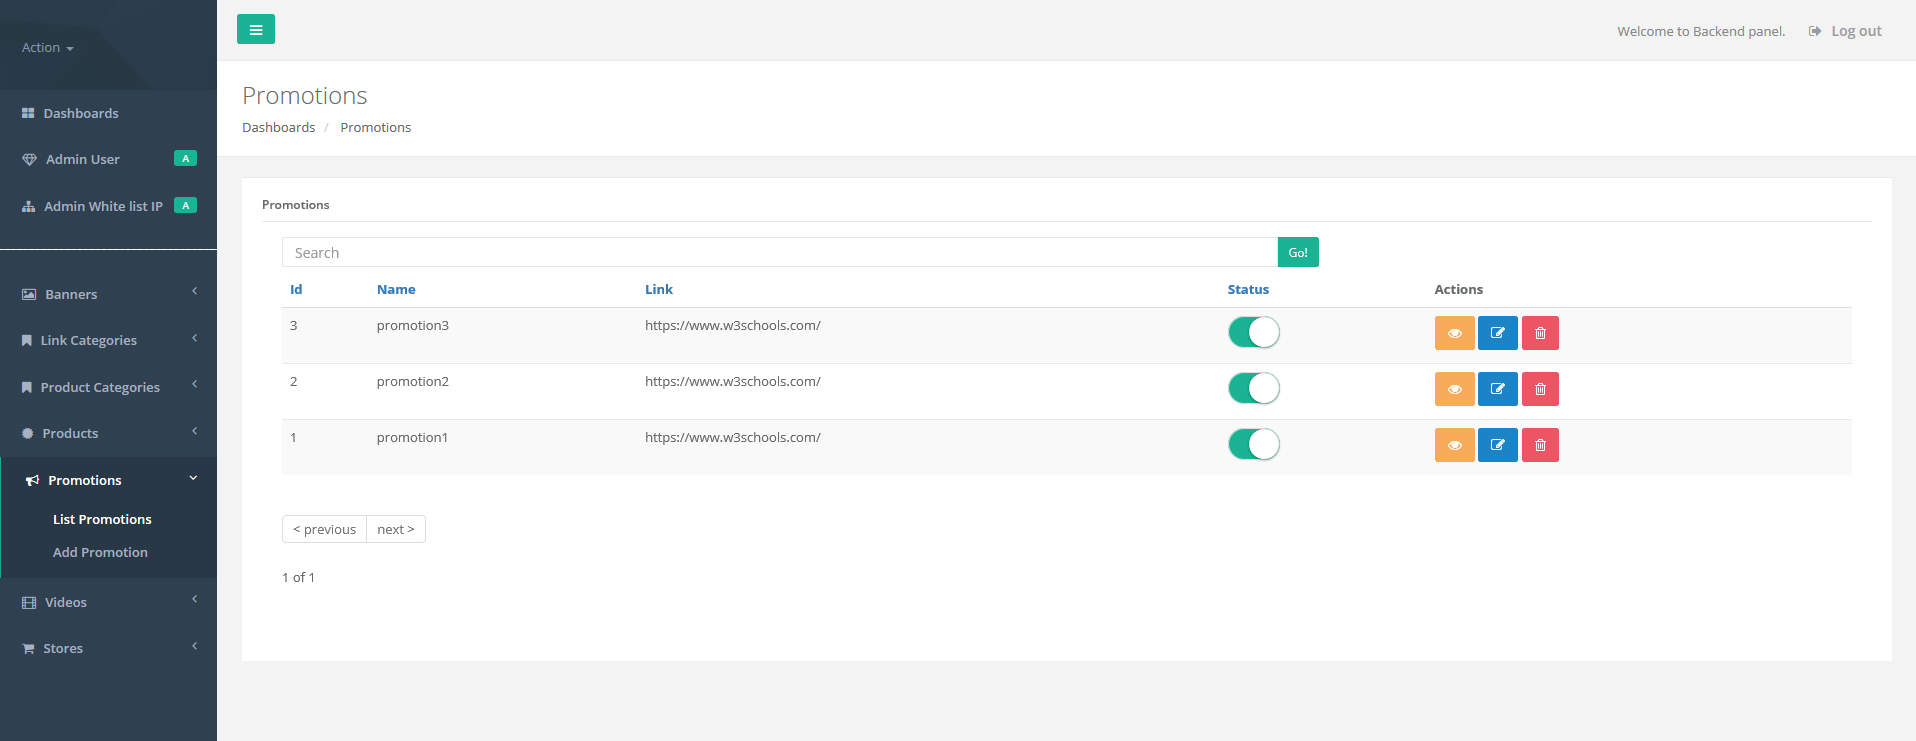 Action
Dashboards
Admin User A
Admin White list IP A
Banners
Link Categories
Product Categories
Products
Promotions
List Promotions
Add Promotion
Videos
Stores
Welcome to Backend panel. Log out
Promotions
Dashboards / Promotions
Promotions
Search Go!
Id Name Link Status Actions
3 promotion3 https://www.w3schools.com/
2 promotion2 https://www.w3schools.com/
1 promotion1 https://www.w3schools.com/
< previous next >
1 of 1